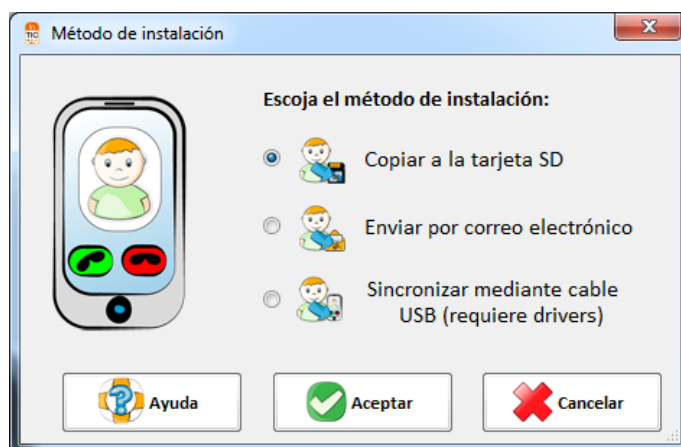 Método de instalación
Escoja el método de instalación:
Copiar a la tarjeta SD
Enviar por correo electrónico
Sincronizar mediante cable
USB (requiere drivers)
Ayuda
Aceptar
Cancelar